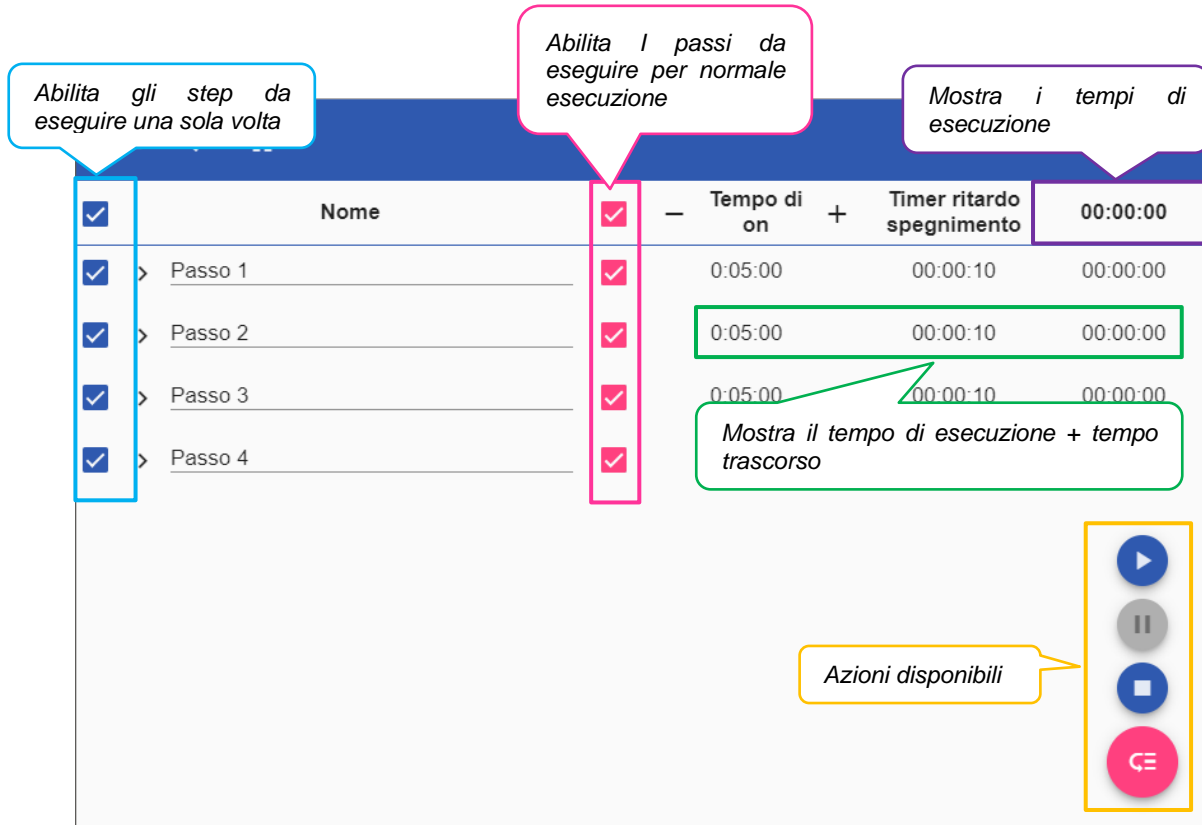 Abilita I passi da
eseguire per normale
esecuzione
Abilita gli step da
eseguire una sola volta
Mostra i tempi di
esecuzione
Nome
Tempo di
on
Timer ritardo
spegnimento
00:00:00
Passo 1
0:05:00 00:00:10 00:00:00
Passo 2
0:05:00 00:00:10 00:00:00
Passo 3
0:05:00 00:00:10 00:00:00
Mostra il tempo di esecuzione + tempo
trascorso
Passo 4
Azioni disponibili